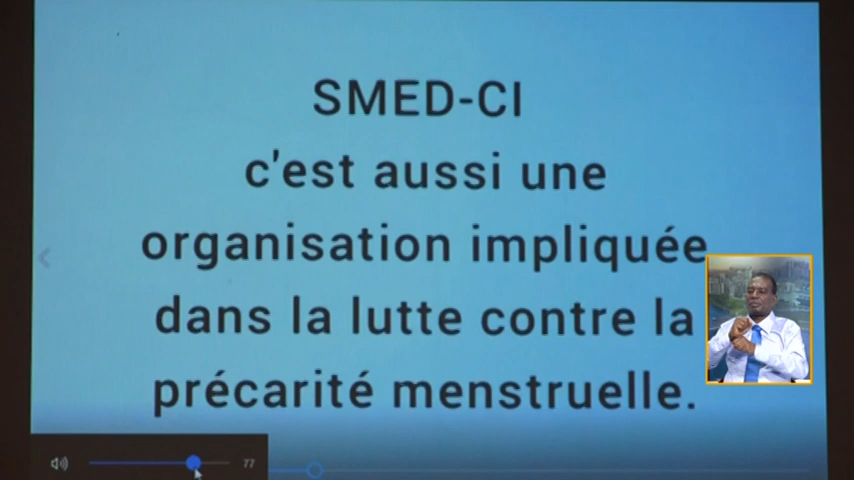 SMED-CI
c'est aussi une
organisation impliquée
dans la lutte contre la
précarité menstruelle.
77